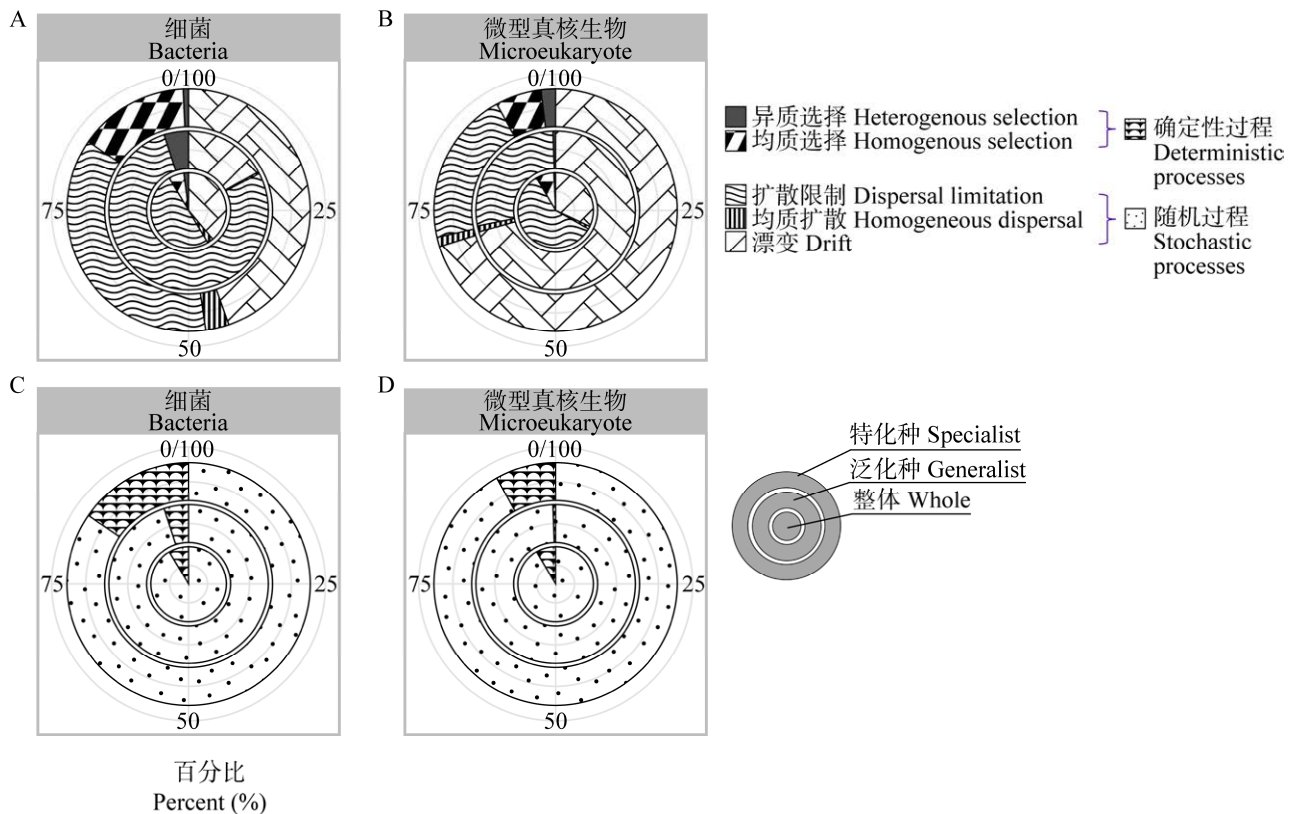 A
细菌
Bacteria
0/100
75
25
50
B
微型真核生物
Microeukaryote
0/100
75
25
50
异质选择 Heterogenous selection
均质选择 Homogenous selection
确定性过程
Deterministic
processes
扩散限制 Dispersal limitation
均质扩散 Homogeneous dispersal
漂变 Drift
随机过程
Stochastic
processes
C
细菌
Bacteria
0/100
75
25
50
D
微型真核生物
Microeukaryote
0/100
75
25
50
特化种 Specialist
泛化种 Generalist
整体 Whole
百分比
Percent (%)